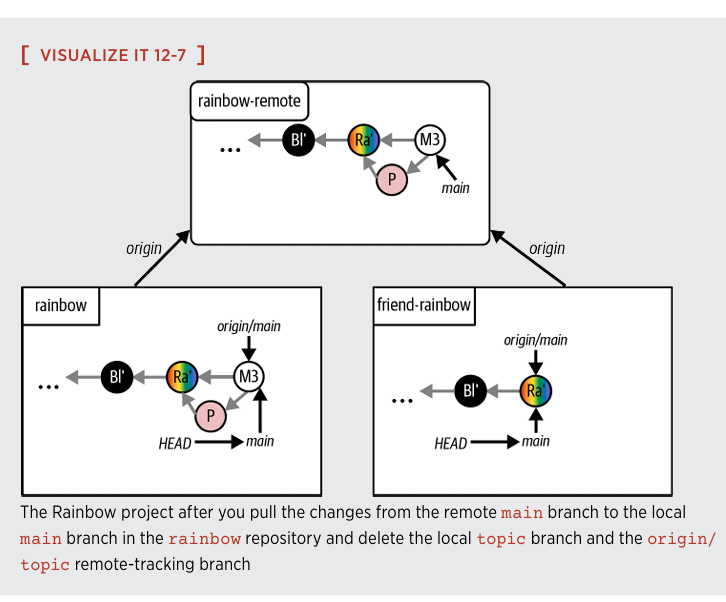 [ VISUALIZE IT 12-7 ]
rainbow-remote
... Bl' Ra' M3
P
main
origin
origin
rainbow
origin/main
... Bl' Ra' M3
P
HEAD main
friend-rainbow
origin/main
... Bl' Ra'
HEAD main
The Rainbow project after you pull the changes from the remote main branch to the local
main branch in the rainbow repository and delete the local topic branch and the origin/
topic remote-tracking branch